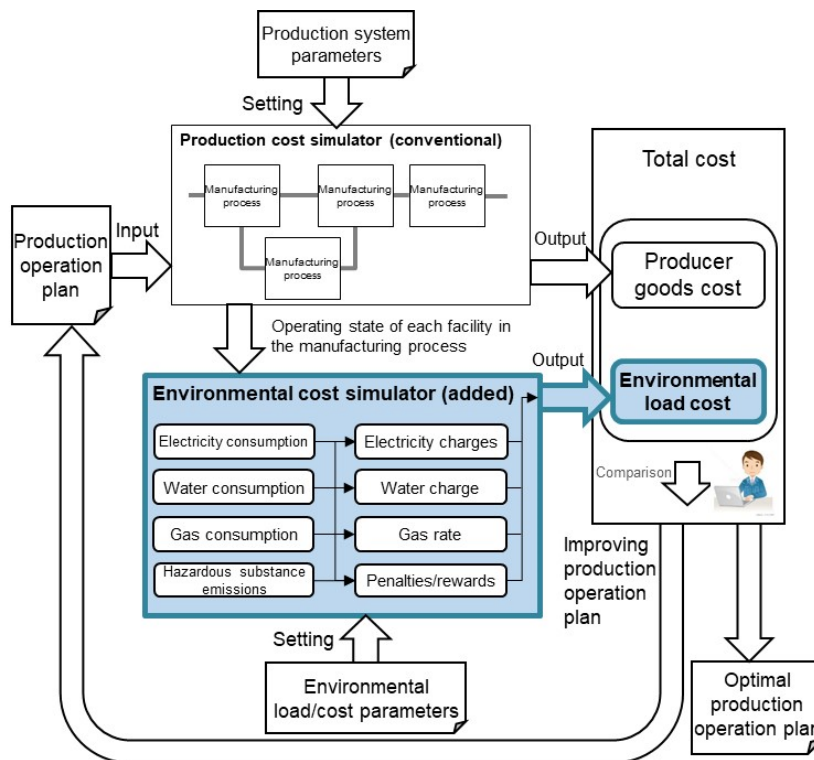 Production system
parameters
Setting
Production cost simulator (conventional)
Manufacturing
process
Manufacturing
process
Manufacturing
process
Manufacturing
process
Production
operation
plan
Input
Output
Total cost
Producer
goods cost
Operating state of each facility in
the manufacturing process
Output
Environmental
load cost
Environmental cost simulator (added)
Electricity consumption
Electricity charges
Water consumption
Water charge
Gas consumption
Gas rate
Hazardous substance
emissions
Penalties/rewards
Comparison
Improving
production
operation
plan
Setting
Environmental
load/cost parameters
Optimal
production
operation plan